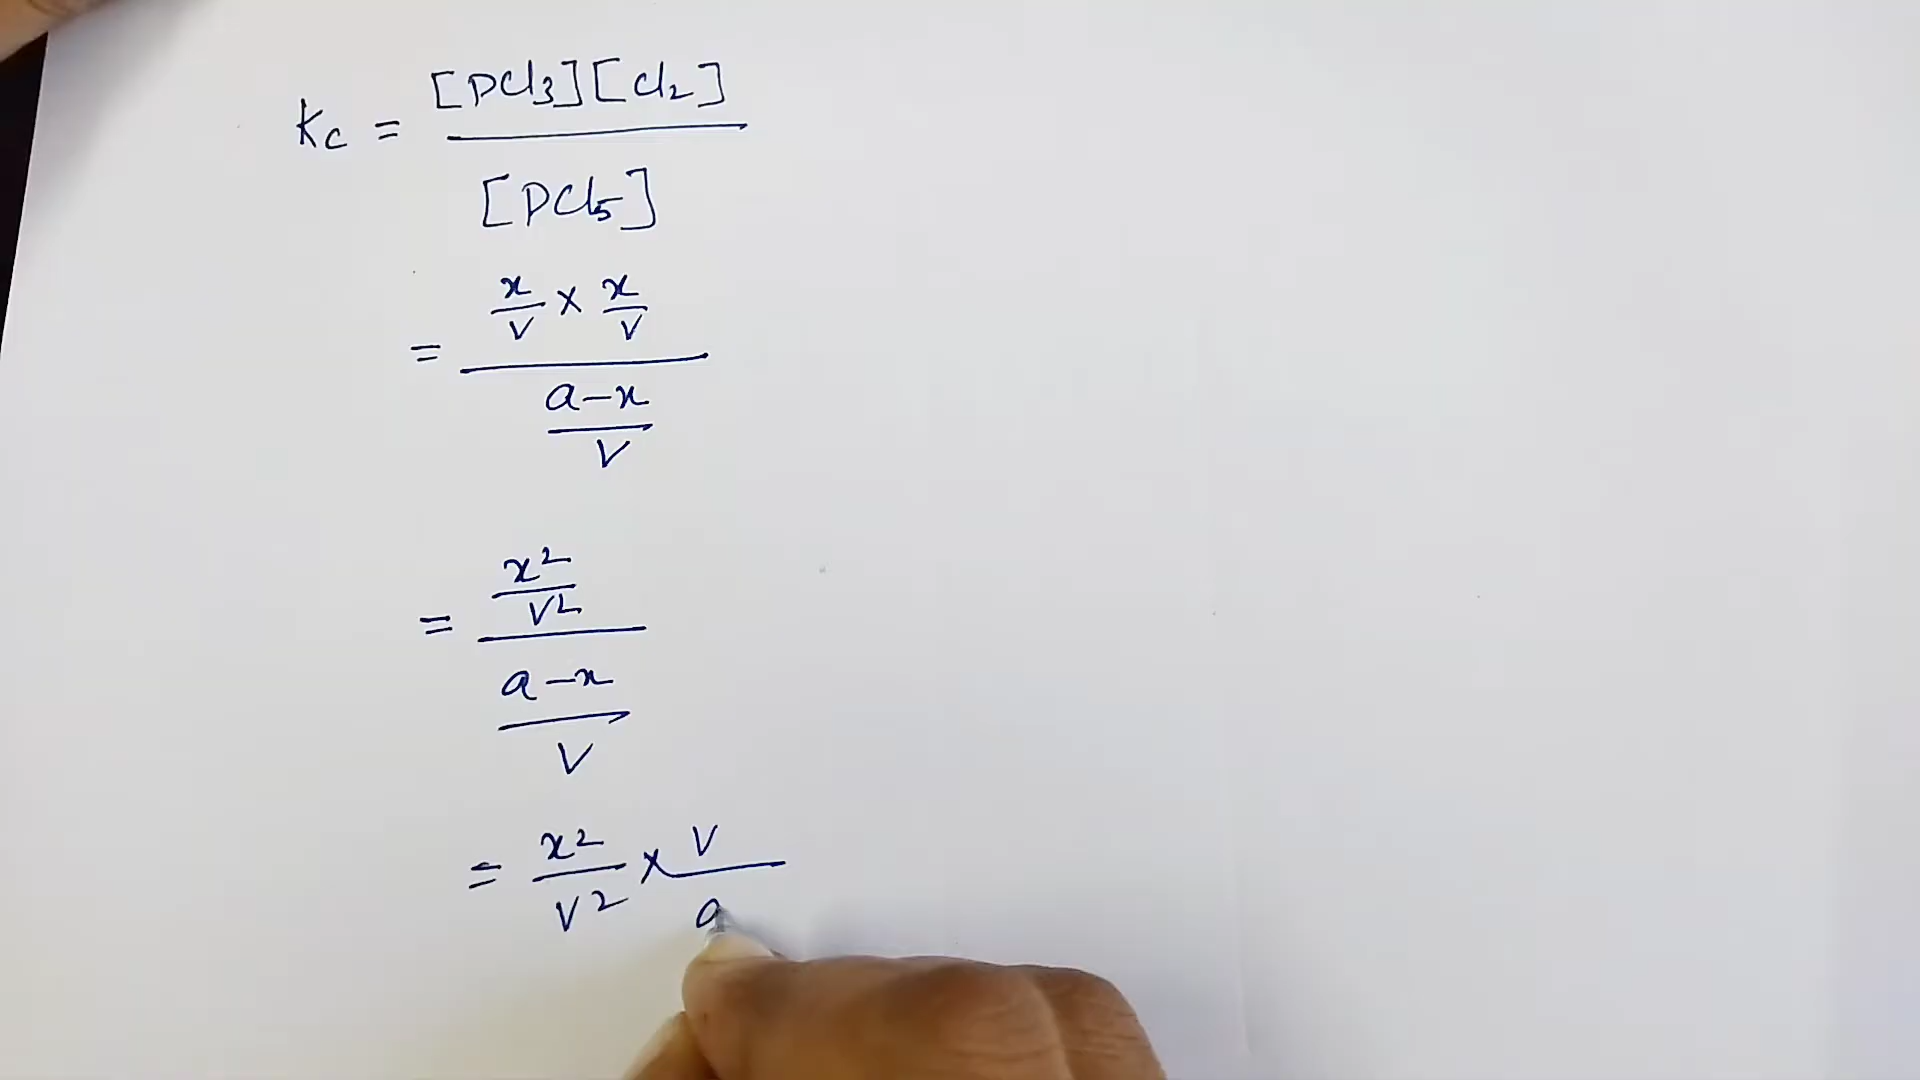 Kc = [PCl3][Cl2]
[PCl5]
= x/V × x/V
a-x
V
= x²/V²
a-x
V
= x²/V² × V/a